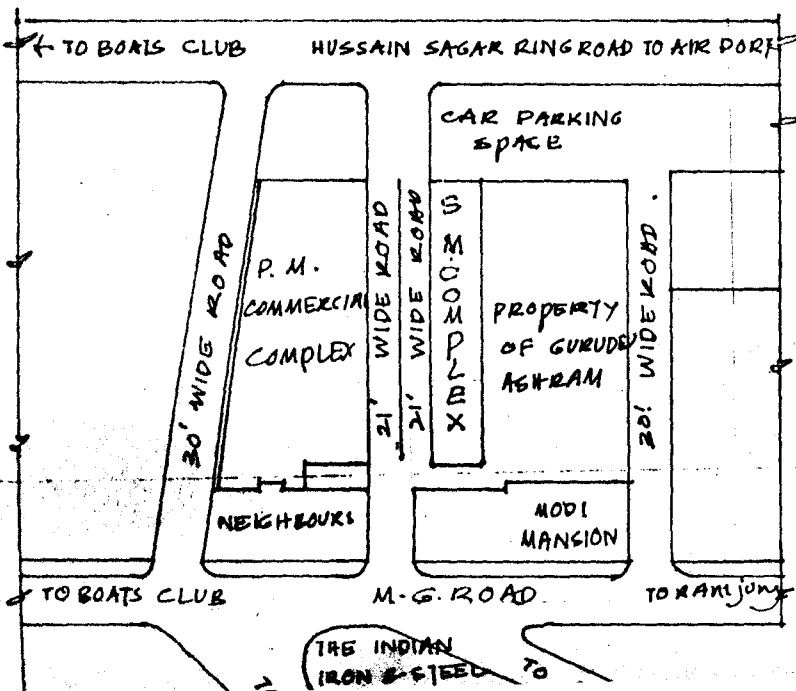 ← TO BOATS CLUB
HUSSAIN SAGAR RING ROAD TO AIR PORT
CAR PARKING
SPACE
30' WIDE ROAD
P. M.
COMMERCIAL
COMPLEX
21' WIDE ROAD
21' WIDE ROAD
S M.COMPLEX
PROPERTY
OF GURUDEV
ASHRAM
30' WIDE ROAD.
NEIGHBOURS
MODI
MANSION
TO BOATS CLUB
M.G. ROAD
TO
THE INDIAN
IRON & STEEL
TO